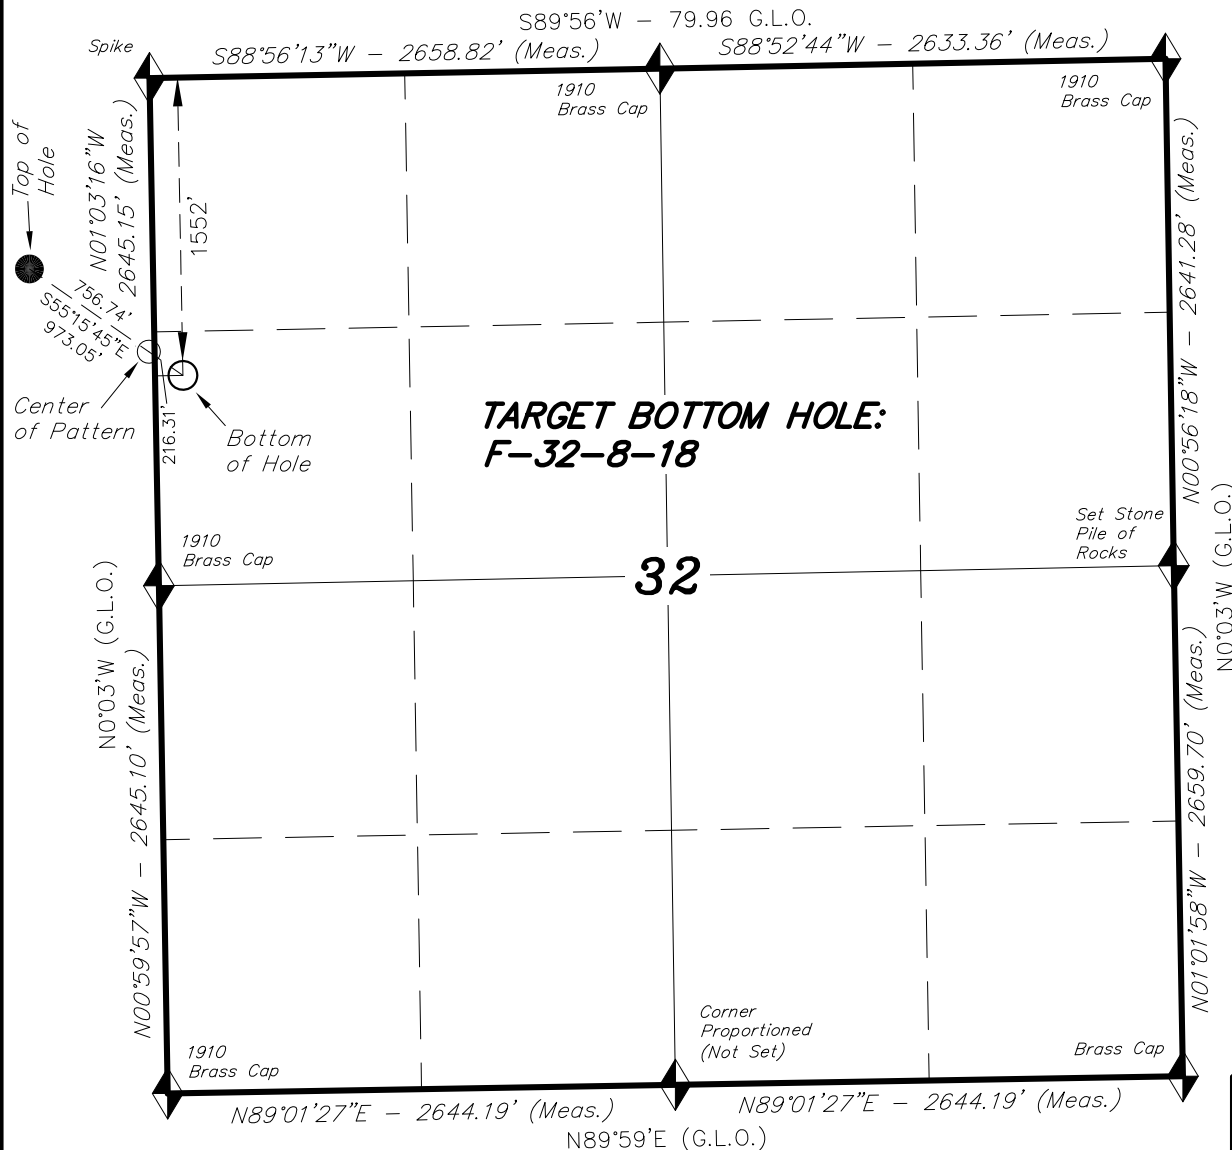 S89°56'W – 79.96 G.L.O.
Spike
S88°56'13"W – 2658.82' (Meas.)
S88°52'44"W – 2633.36' (Meas.)
1910
Brass Cap
1910
Brass Cap
Top of
Hole
N01°03'16"W
2645.15' (Meas.)
1552'
N00°56'18"W – 2641.28' (Meas.)
756.74'
S55°15'45"E
973.05'
Center
of Pattern
216.31'
Bottom
of Hole
TARGET BOTTOM HOLE:
F–32–8–18
1910
Brass Cap
Set Stone
Pile of
Rocks
32
N0°03'W (G.L.O.)
N0°03'W (G.L.O.)
N00°59'57"W – 2645.10' (Meas.)
N01°01'58"W – 2659.70' (Meas.)
1910
Brass Cap
Corner
Proportioned
(Not Set)
Brass Cap
N89°01'27"E – 2644.19' (Meas.)
N89°01'27"E – 2644.19' (Meas.)
N89°59'E (G.L.O.)